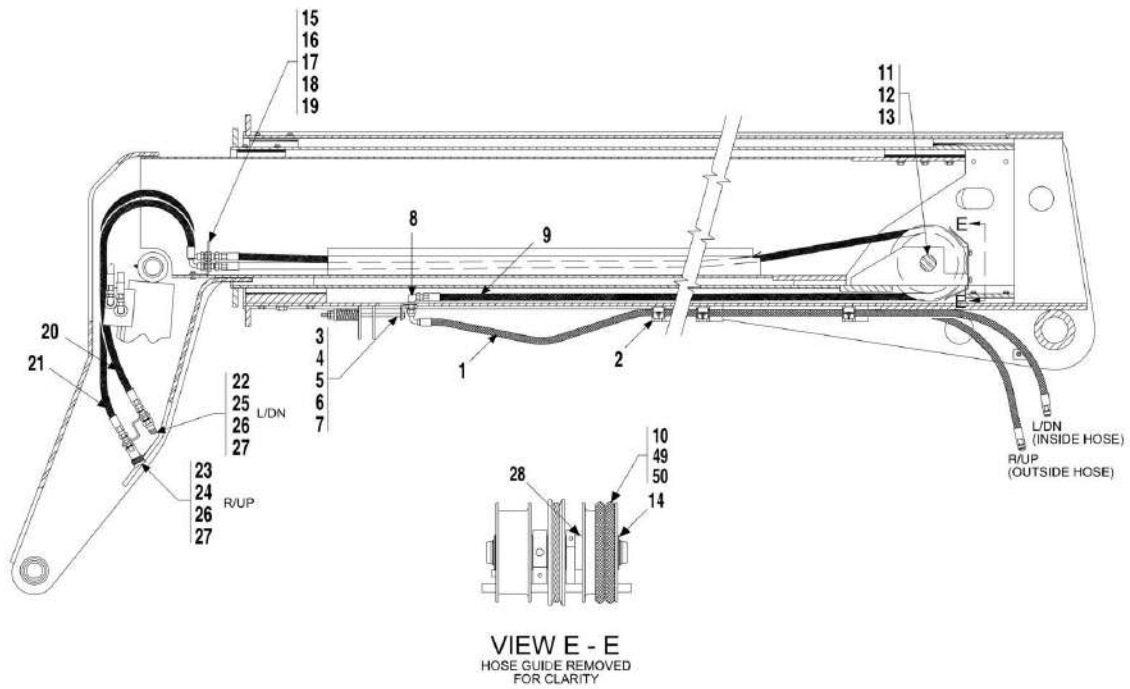 15
16
17
18
19
11
12
13
E
8
9
E
3
4
5
6
7
1
2
20
21
22
25
26
27
L/DN
23
24
26
27
R/UP
L/DN
(INSIDE HOSE)
R/UP
(OUTSIDE HOSE)
10
49
50
28
14
VIEW E - E
HOSE GUIDE REMOVED
FOR CLARITY